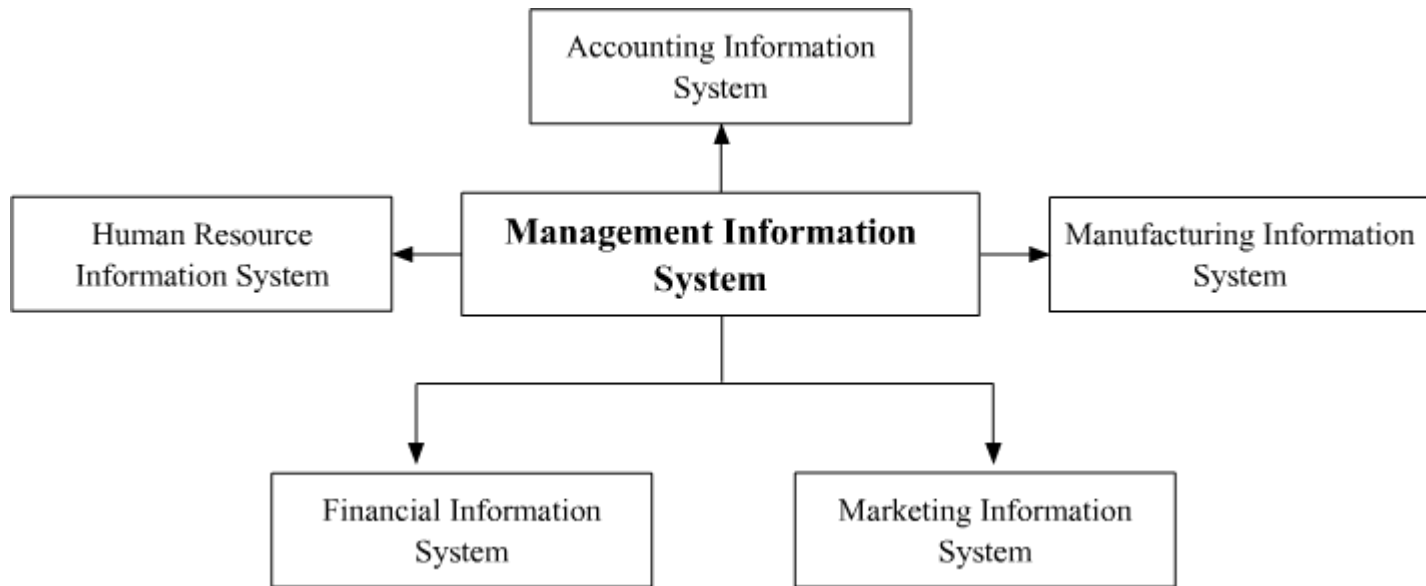 Accounting Information
System
Human Resource
Information System
Management Information
System
Manufacturing Information
System
Financial Information
System
Marketing Information
System